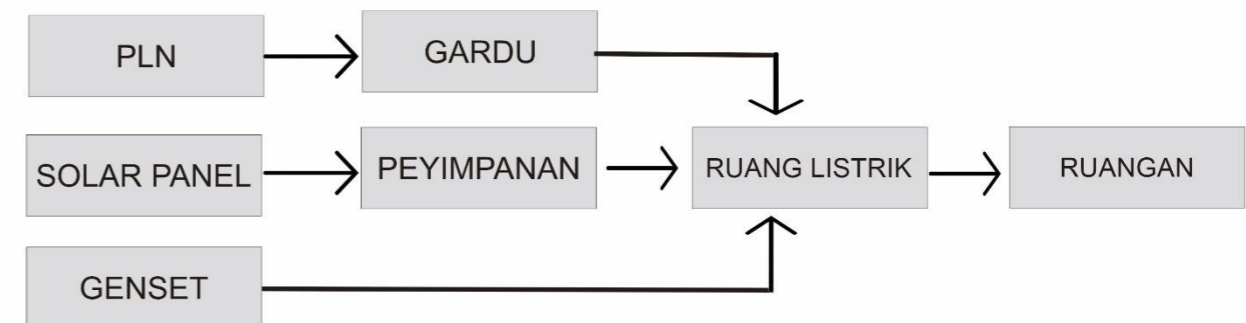 PLN
GARDU
SOLAR PANEL
PEYIMPANAN
RUANG LISTRIK
RUANGAN
GENSET